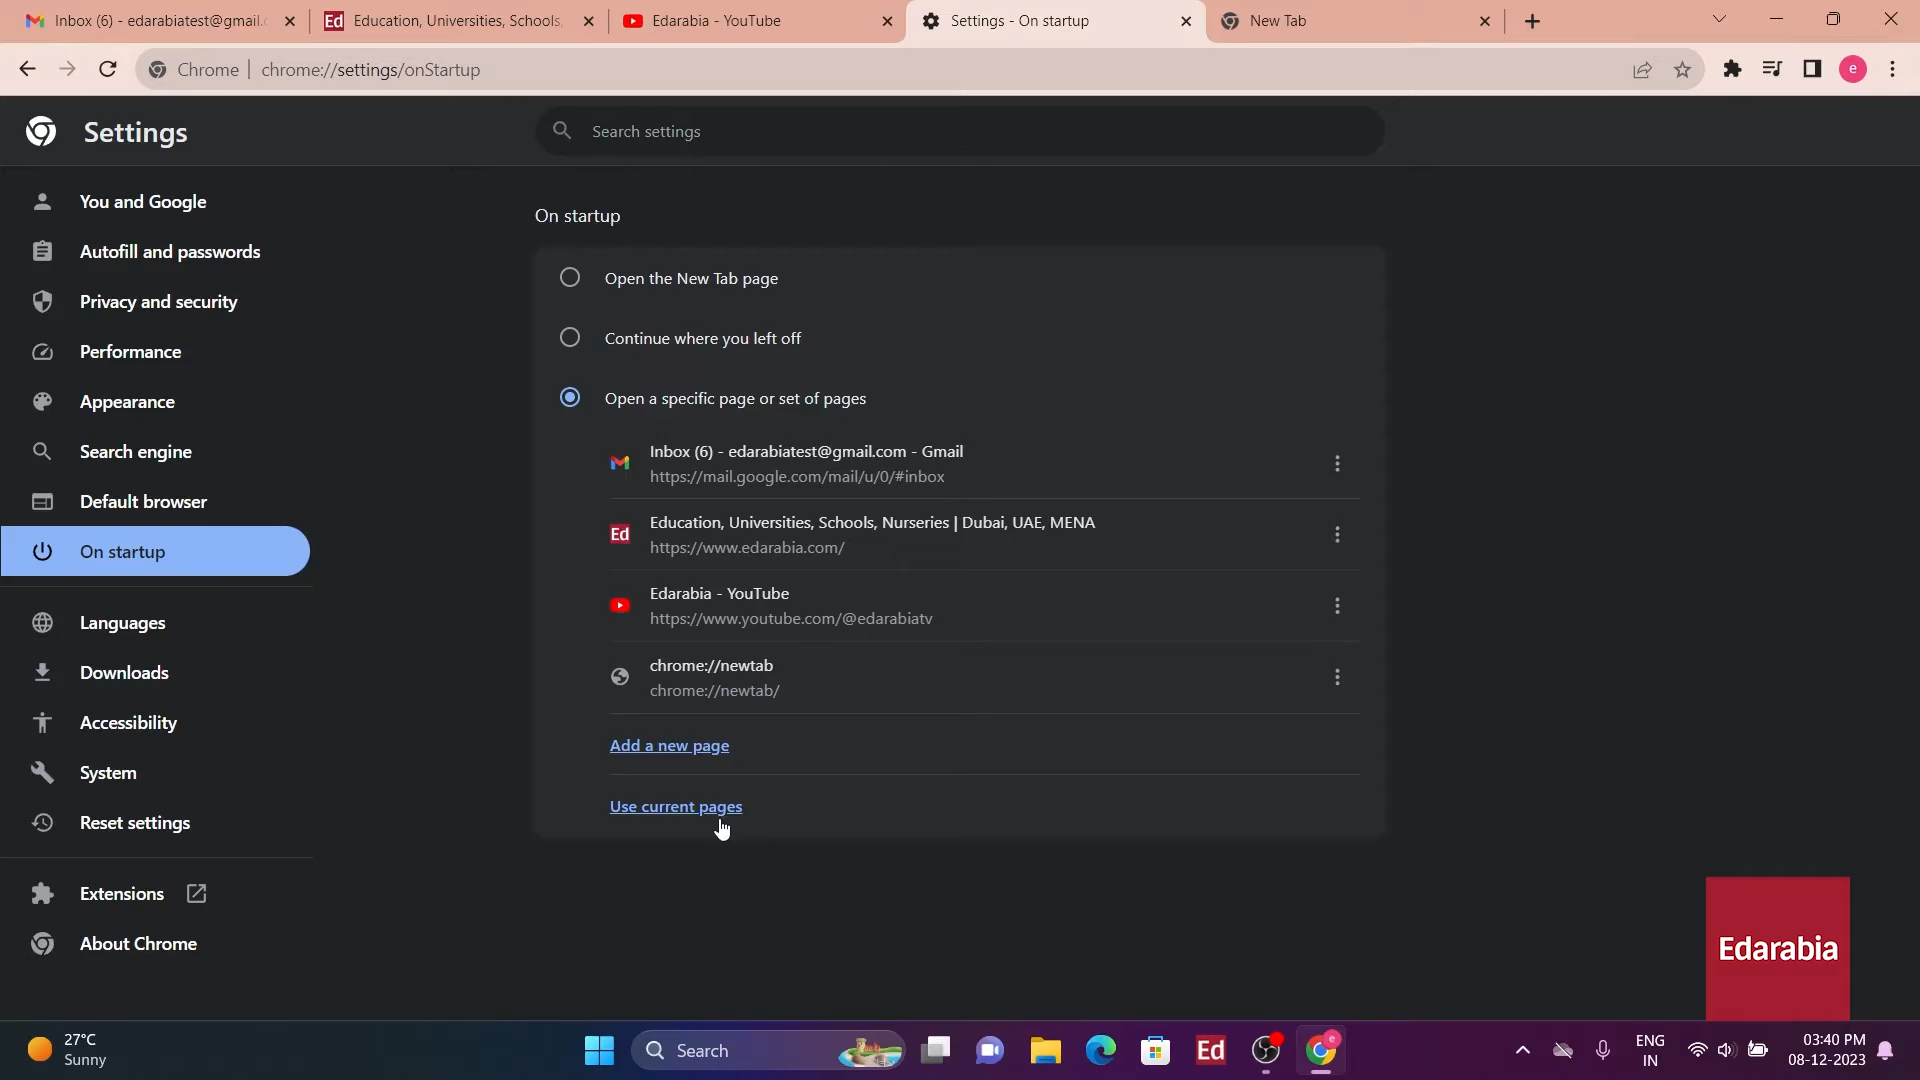 Inbox (6) - edarabiatest@gmail.c
Education, Universities, Schools,
Edarabia - YouTube
Settings - On startup
New Tab
Chrome
chrome://settings/onStartup
e
Settings
Search settings
You and Google
Autofill and passwords
Privacy and security
Performance
Appearance
Search engine
Default browser
On startup
Languages
Downloads
Accessibility
System
Reset settings
Extensions
About Chrome
On startup
Open the New Tab page
Continue where you left off
Open a specific page or set of pages
Inbox (6) - edarabiatest@gmail.com - Gmail
https://mail.google.com/mail/u/0/#inbox
Ed
Education, Universities, Schools, Nurseries | Dubai, UAE, MENA
https://www.edarabia.com/
Edarabia - YouTube
https://www.youtube.com/@edarabiatv
chrome://newtab
chrome://newtab/
Add a new page
Use current pages
Edarabia
27°C
Sunny
Search
Ed
e
ENG
IN
03:40 PM
08-12-2023